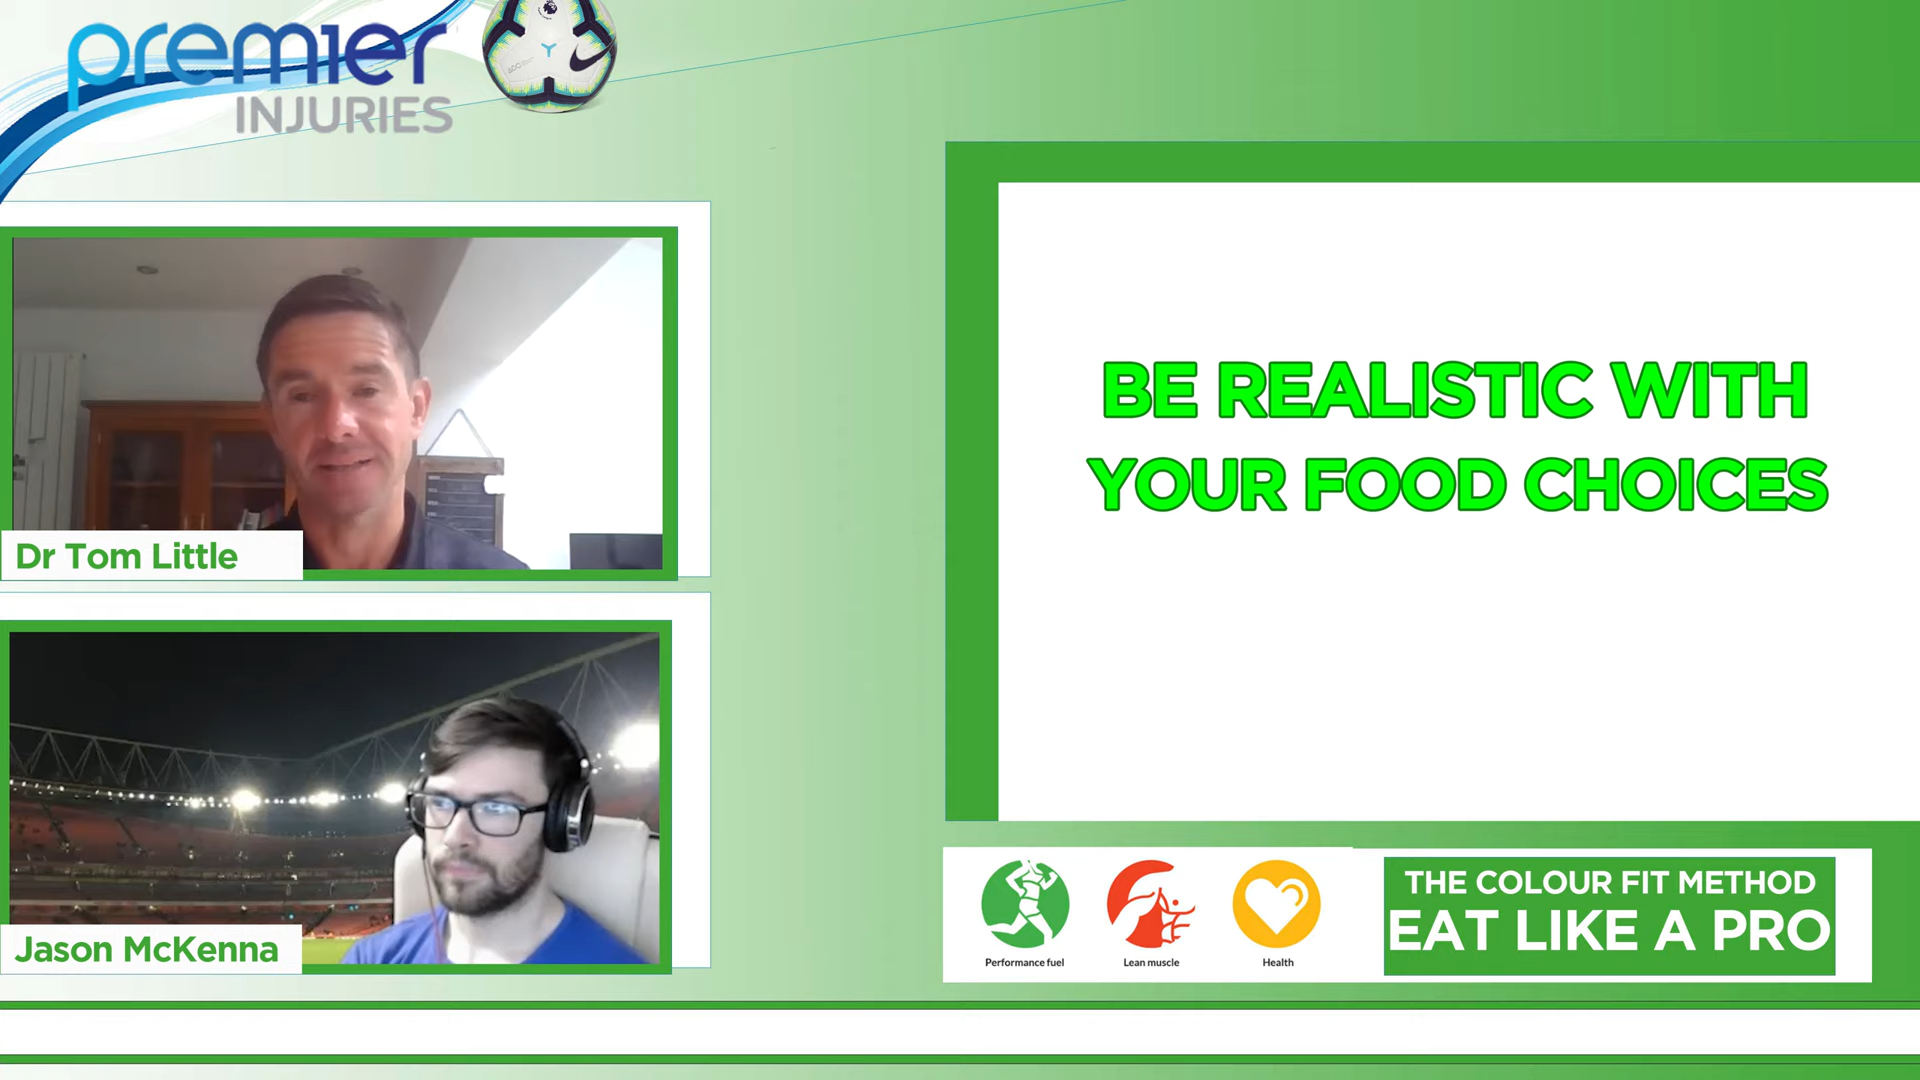 premier
INJURIES
BE REALISTIC WITH
YOUR FOOD CHOICES
Dr Tom Little
Jason McKenna
Performance fuel
Lean muscle
Health
THE COLOUR FIT METHOD
EAT LIKE A PRO